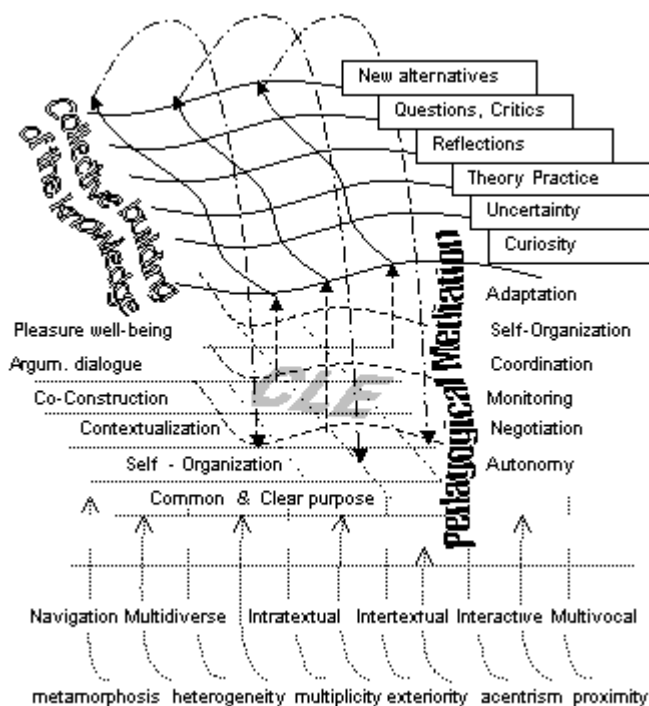 New alternatives
Questions, Critics
Reflections
Theory Practice
Uncertainty
Curiosity
Collective building
of the knowledge
Pedagogical Mediation
Adaptation
Pleasure well-being
Self-Organization
Argum. dialogue
Coordination
CLE
Co-Construction
Monitoring
Contextualization
Negotiation
Self - Organization
Autonomy
Common & Clear purpose
Navigation Multidiverse Intratextual Intertextual Interactive Multivocal
metamorphosis heterogeneity multiplicity exteriority acentrism proximity